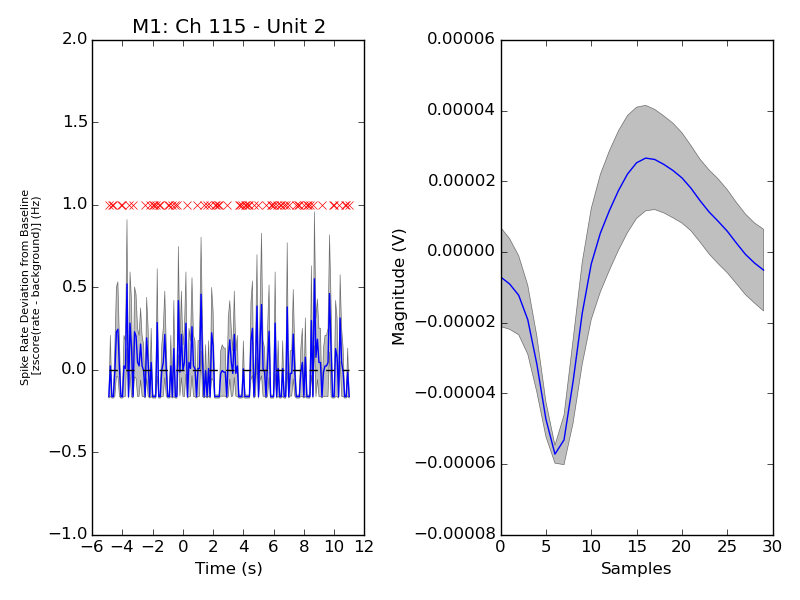 M1: Ch 115 - Unit 2
2.0
1.5
1.0
0.5
0.0
−0.5
−1.0
−6 −4 −2 0 2 4 6 8 10 12
Time (s)
Spike Rate Deviation from Baseline
[zscore(rate - background)] (Hz)
0.00006
0.00004
0.00002
0.00000
−0.00002
−0.00004
−0.00006
−0.00008
0 5 10 15 20 25 30
Samples
Magnitude (V)